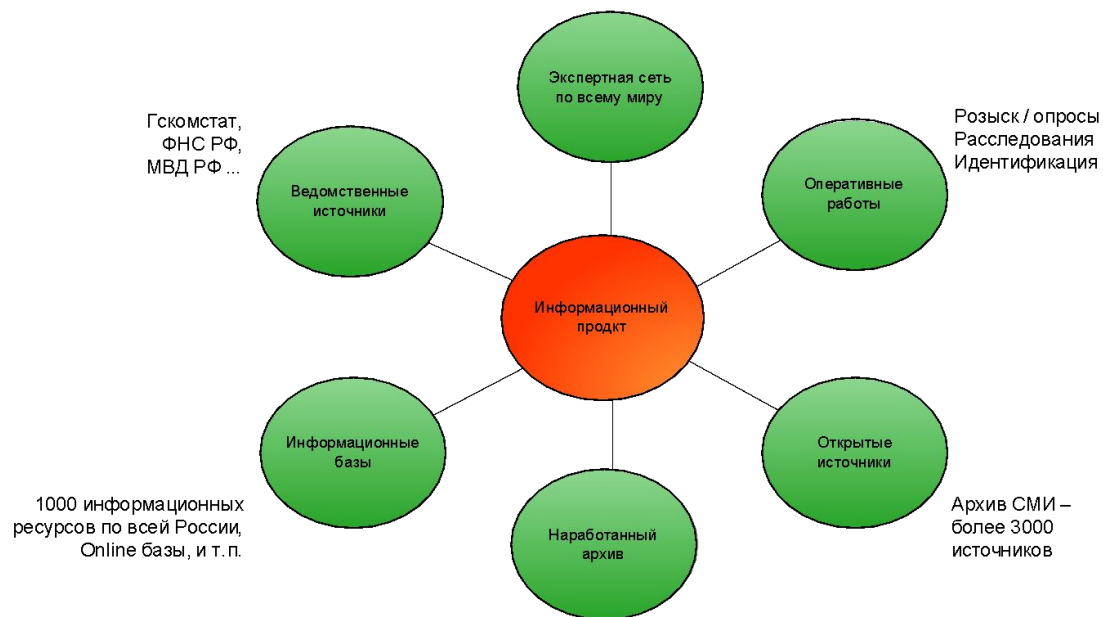 Экспертная сеть
по всему миру
Гскомстат,
ФНС РФ,
МВД РФ ...
Ведомственные
источники
Розыск / опросы
Расследования
Идентификация
Оперативные
работы
Информационный
продкт
Информационные
базы
1000 информационных
ресурсов по всей России,
Online базы, и т.п.
Наработанный
архив
Открытые
источники
Архив СМИ –
более 3000
источников